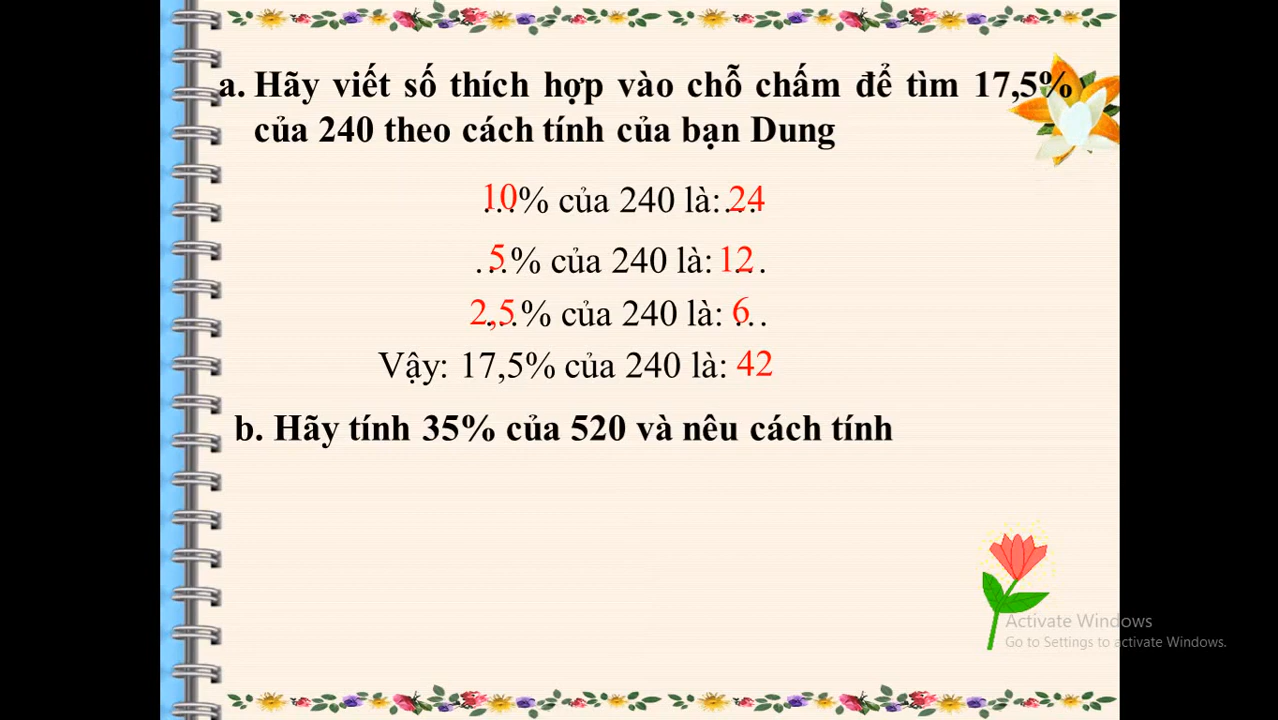 a. Hãy viết số thích hợp vào chỗ chấm để tìm 17,5%
của 240 theo cách tính của bạn Dung
10% của 240 là: 24
5% của 240 là: 12
2,5% của 240 là: 6
Vậy: 17,5% của 240 là: 42
b. Hãy tính 35% của 520 và nêu cách tính
Activate Windows
Go to Settings to activate Windows.